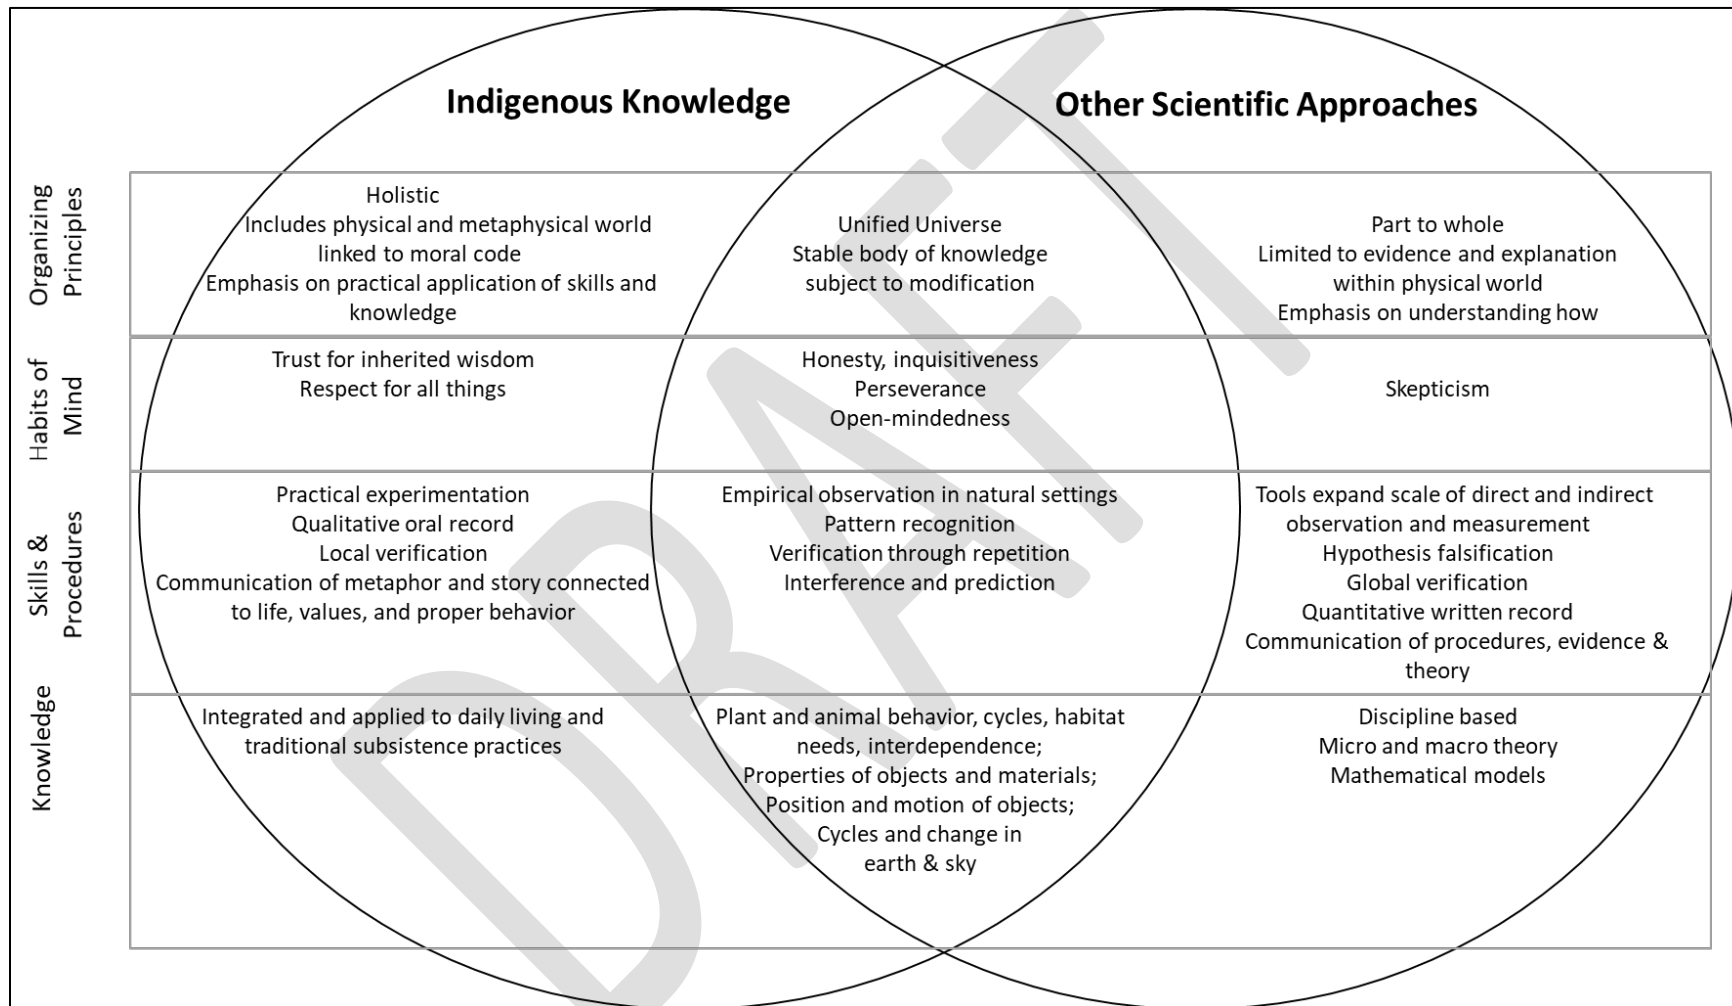 Indigenous Knowledge
Other Scientific Approaches
Organizing
Principles
Holistic
Includes physical and metaphysical world
linked to moral code
Emphasis on practical application of skills and
knowledge
Unified Universe
Stable body of knowledge
subject to modification
Part to whole
Limited to evidence and explanation
within physical world
Emphasis on understanding how
Habits of
Mind
Trust for inherited wisdom
Respect for all things
Honesty, inquisitiveness
Perseverance
Open-mindedness
Skepticism
Skills &
Procedures
Practical experimentation
Qualitative oral record
Local verification
Communication of metaphor and story connected
to life, values, and proper behavior
Empirical observation in natural settings
Pattern recognition
Verification through repetition
Interference and prediction
Tools expand scale of direct and indirect
observation and measurement
Hypothesis falsification
Global verification
Quantitative written record
Communication of procedures, evidence &
theory
Knowledge
Integrated and applied to daily living and
traditional subsistence practices
Plant and animal behavior, cycles, habitat
needs, interdependence;
Properties of objects and materials;
Position and motion of objects;
Cycles and change in
earth & sky
Discipline based
Micro and macro theory
Mathematical models
DRAFT